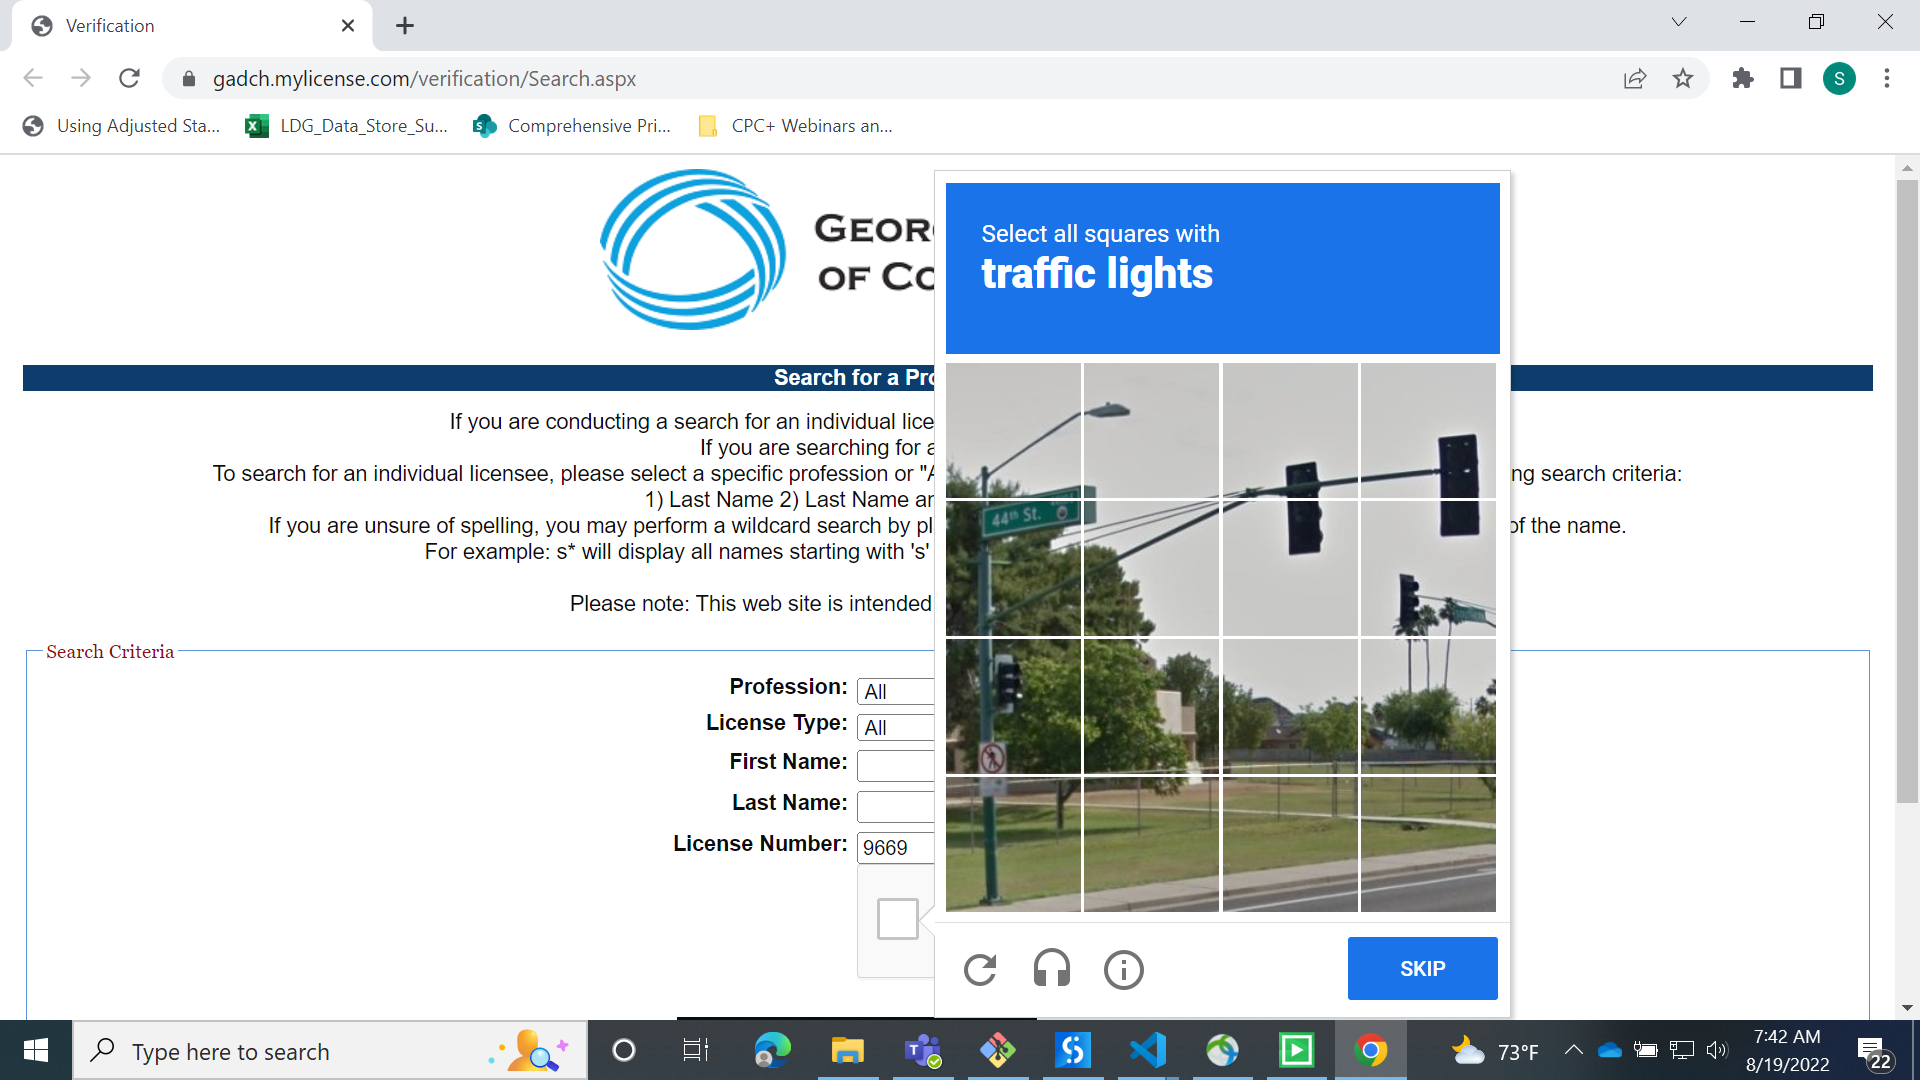 Verification
gadch.mylicense.com/verification/Search.aspx
S
Using Adjusted Sta...
LDG_Data_Store_Su...
Comprehensive Pri...
CPC+ Webinars an...
GEOR
OF CO
Search for a Pro
If you are conducting a search for an individual lice
If you are searching for a
To search for an individual licensee, please select a specific profession or "A
ng search criteria:
1) Last Name 2) Last Name an
If you are unsure of spelling, you may perform a wildcard search by pl
of the name.
For example: s* will display all names starting with 's'
Please note: This web site is intended
Search Criteria
Profession:
All
License Type:
All
First Name:
Last Name:
License Number:
9669
Select all squares with
traffic lights
44th St.
SKIP
Type here to search
73°F
7:42 AM
8/19/2022
22